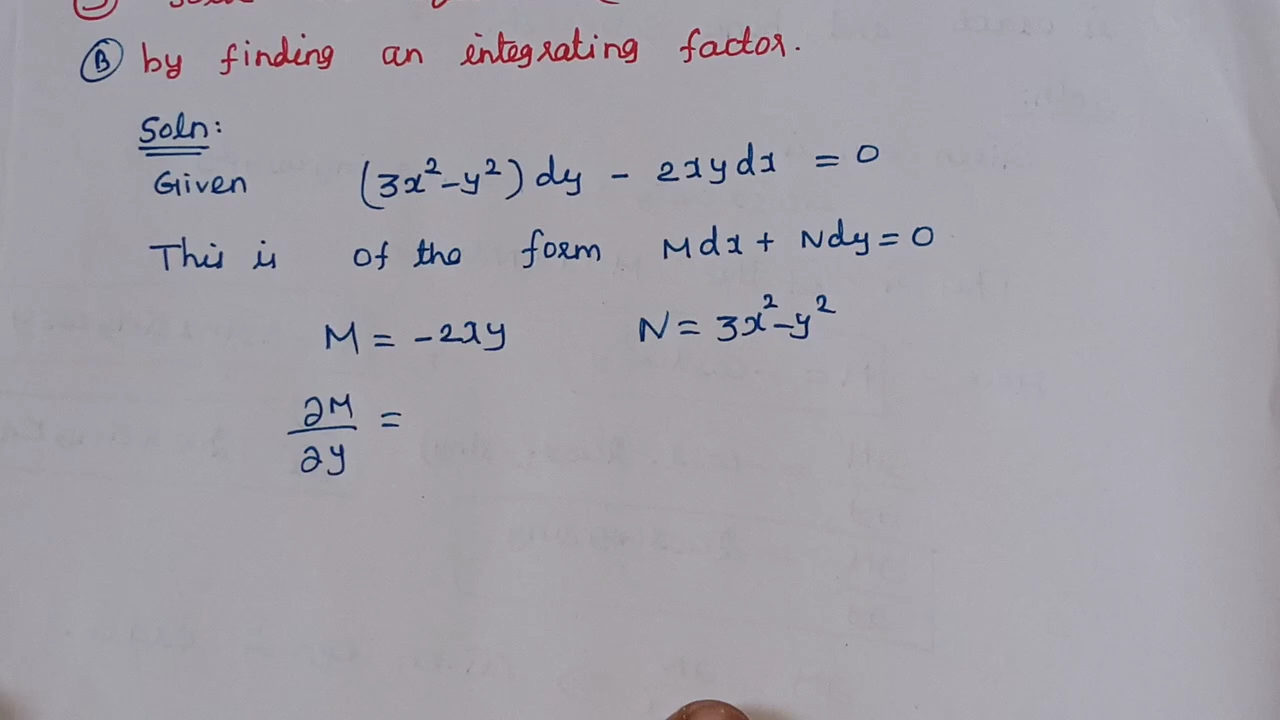 (B) by finding an integrating factor.
Soln:
Given (3x²-y²) dy - 2xy dx = 0
This is of the form Mdx + Ndy = 0
M = -2xy N = 3x²-y²
∂M/∂y =